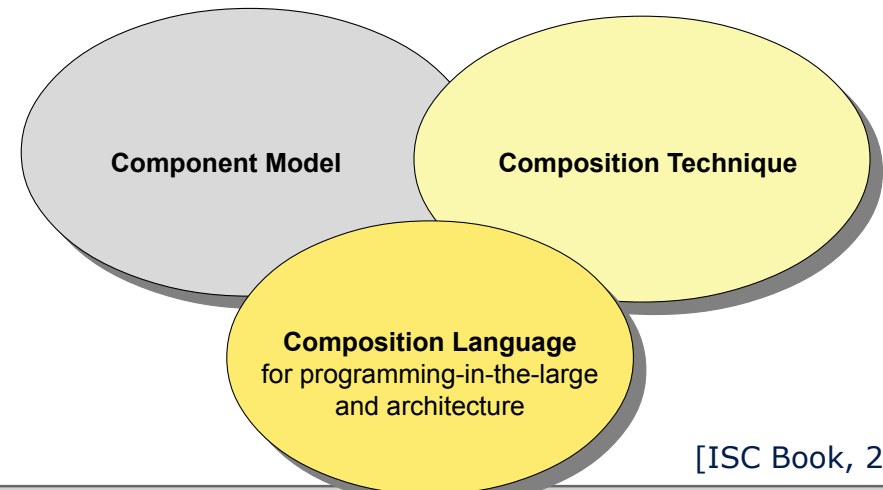 Component Model
Composition Technique
Composition Language
for programming-in-the-large
and architecture
[ISC Book, 2